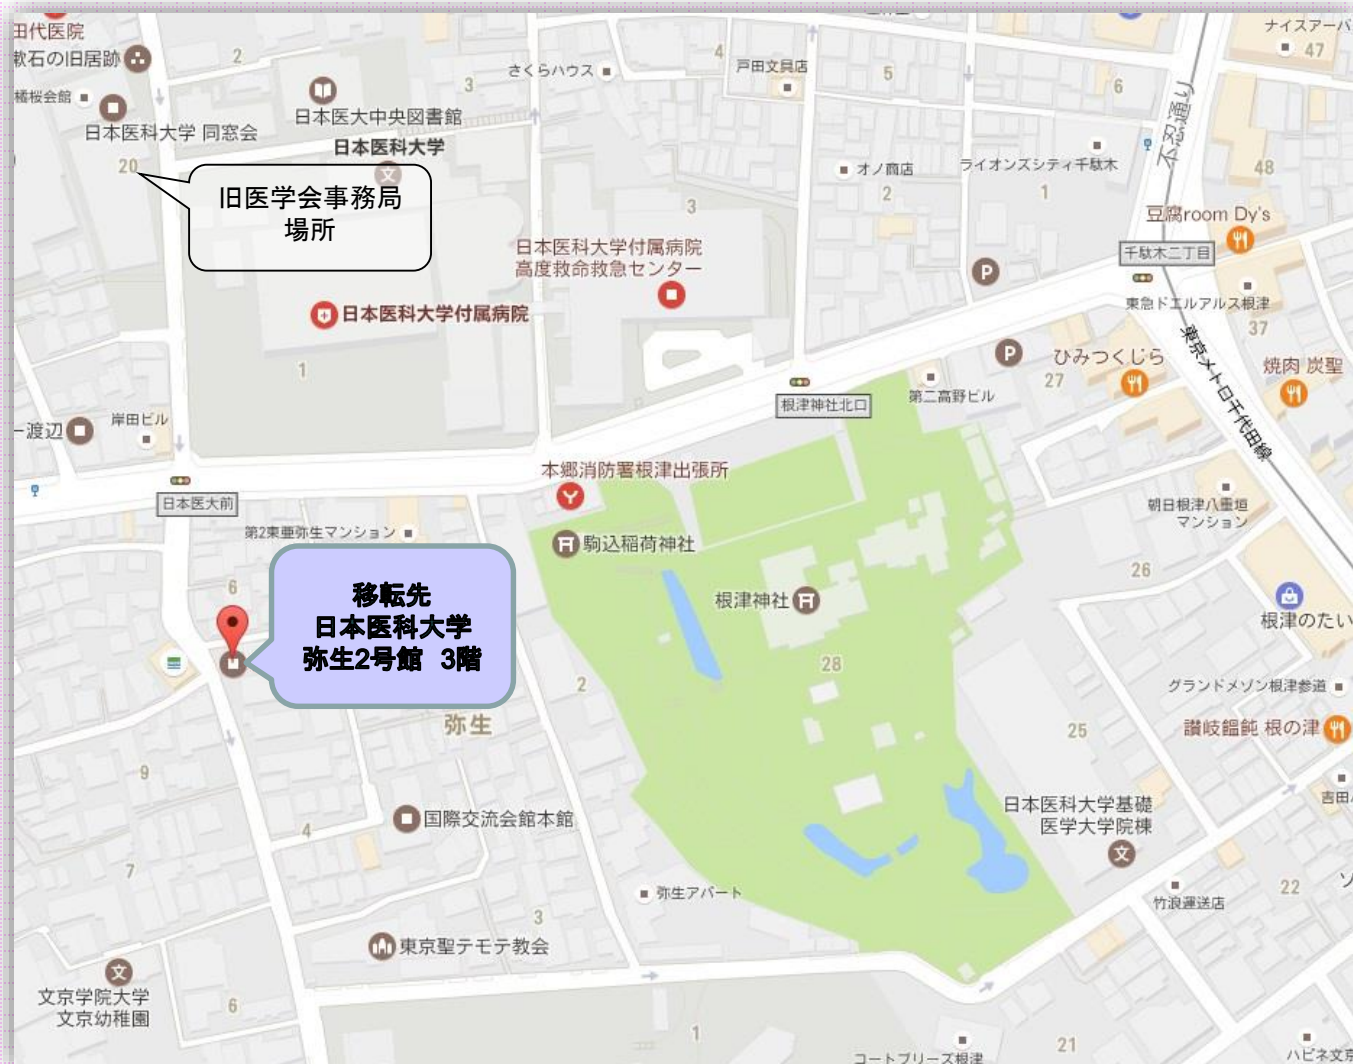 田代医院
漱石の旧居跡
橘桜会館
日本医科大学 同窓会
2
日本医大中央図書館
日本医科大学
文
3
さくらハウス
4
戸田文具店
5
6
ナイスアーバ
47
不忍通り
48
20
旧医学会事務局
場所
オノ商店
2
ライオンズシティ千駄木
1
3
日本医科大学付属病院
高度救命救急センター
日本医科大学付属病院
1
豆腐room Dy's
千駄木二丁目
P
東急ドエルアルス根津
37
P
ひみつくじら
27
東京メトロ千代田線
焼肉 炭聖
第二高野ビル
根津神社北口
渡辺
岸田ビル
日本医大前
本郷消防署根津出張所
第2東亜弥生マンション
駒込稲荷神社
朝日根津八重垣
マンション
26
6
移転先
日本医科大学
弥生2号館 3階
根津神社
28
根津のたい
2
弥生
グランドメゾン根津参道
讃岐饂飩 根の津
25
9
国際交流会館本館
4
日本医科大学基礎
医学大学院棟
文
吉田
7
弥生アパート
竹浪運送店
22
ソ
3
東京聖テモテ教会
文
文京学院大学
文京幼稚園
6
1
コートブリーズ根津
21
ハピネ文京